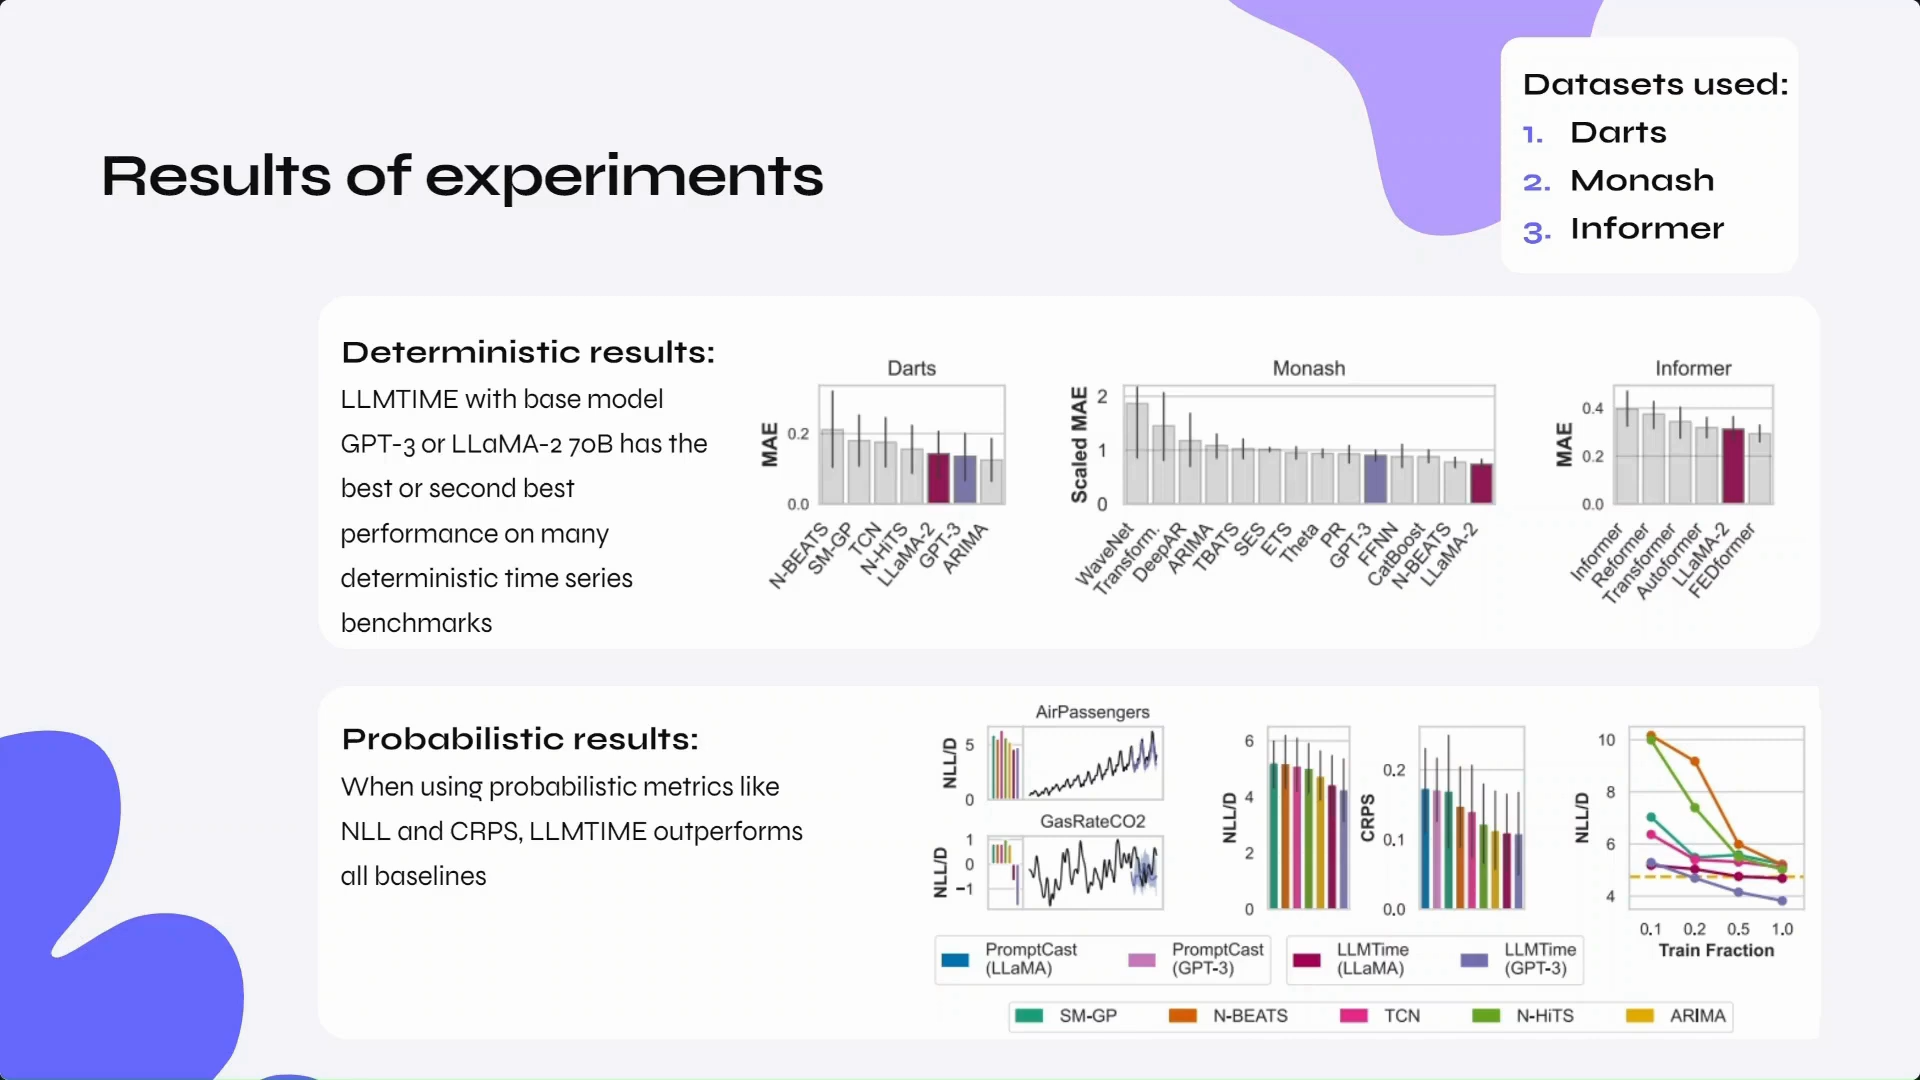 Results of experiments
Datasets used:
1. Darts
2. Monash
3. Informer
Deterministic results:
LLMTIME with base model
GPT-3 or LLaMA-2 70B has the
best or second best
performance on many
deterministic time series
benchmarks
Darts
MAE
0.2
0.0
N-BEATS
SM-GP
TCN
N-HiTS
LLaMA-2
GPT-3
ARIMA
Monash
Scaled MAE
2
1
0
WaveNet
Transform.
DeepAR
ARIMA
TBATS
SES
ETS
Theta
PR
GPT-3
FFNN
CatBoost
N-BEATS
LLaMA-2
Informer
MAE
0.4
0.2
0.0
Informer
Reformer
Transformer
Autoformer
LLaMA-2
FEDformer
Probabilistic results:
When using probabilistic metrics like
NLL and CRPS, LLMTIME outperforms
all baselines
AirPassengers
NLL/D
5
0
GasRateCO2
NLL/D
1
0
−1
NLL/D
6
4
2
0
CRPS
0.2
0.1
0.0
NLL/D
10
8
6
4
0.1 0.2 0.5 1.0
Train Fraction
PromptCast
(LLaMA)
PromptCast
(GPT-3)
LLMTime
(LLaMA)
LLMTime
(GPT-3)
SM-GP N-BEATS TCN N-HiTS ARIMA